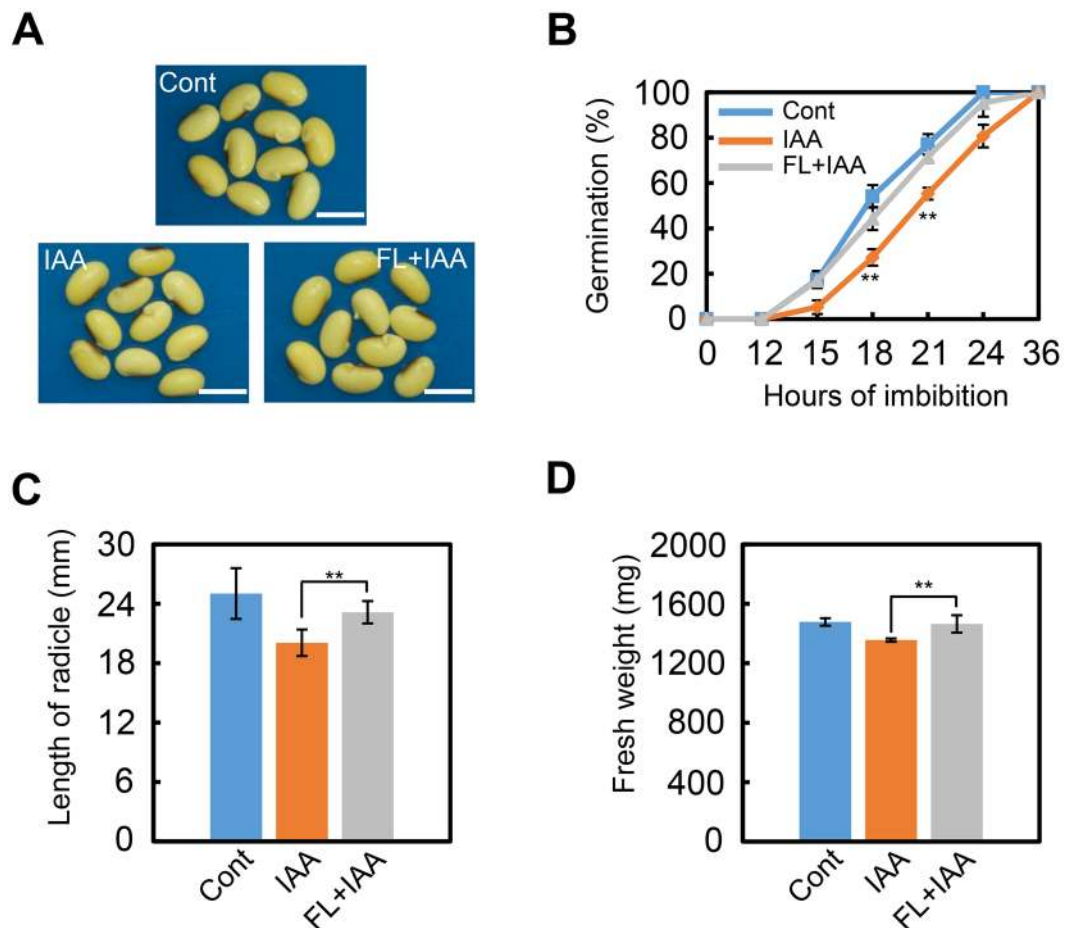 A
Cont
IAA
FL+IAA
B
Germination (%)
100
80
60
40
20
0
Cont
IAA
FL+IAA
**
**
0 12 15 18 21 24 36
Hours of imbibition
C
Length of radicle (mm)
30
24
18
12
6
0
**
Cont
IAA
FL+IAA
D
Fresh weight (mg)
2000
1600
1200
800
400
0
**
Cont
IAA
FL+IAA